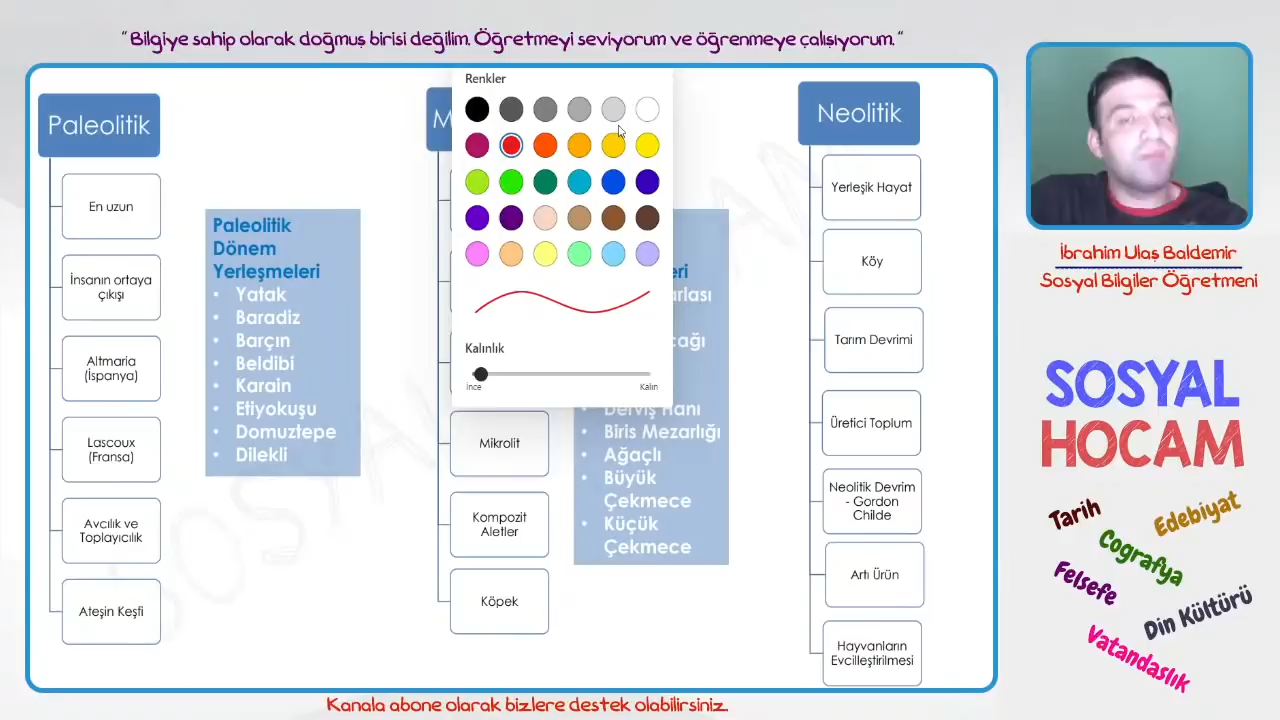 “Bilgiye sahip olarak doğmuş birisi değilim. Öğretmeyi seviyorum ve öğrenmeye çalışıyorum.”
Paleolitik
En uzun
İnsanın ortaya
çıkışı
Altmaria
(İspanya)
Lascoux
(Fransa)
Avcılık ve
Toplayıcılık
Ateşin Keşfi
Paleolitik
Dönem
Yerleşmeleri
• Yatak
• Baradiz
• Barçın
• Beldibi
• Karain
• Etiyokuşu
• Domuztepe
• Dilekli
M
Mikrolit
Kompozit
Aletler
Köpek
Renkler
Kalınlık
İnce
Kalın
eri
arlası
cağı
Derviş Hanı
• Biris Mezarlığı
• Ağaçlı
• Büyük
Çekmece
• Küçük
Çekmece
Neolitik
Yerleşik Hayat
Köy
Tarım Devrimi
Üretici Toplum
Neolitik Devrim
- Gordon
Childe
Artı Ürün
Hayvanların
Evcilleştirilmesi
İbrahim Ulaş Baldemir
Sosyal Bilgiler Öğretmeni
SOSYAL
HOCAM
Tarih
Edebiyat
Coğrafya
Felsefe
Din Kültürü
Vatandaşlık
Kanala abone olarak bizlere destek olabilirsiniz.